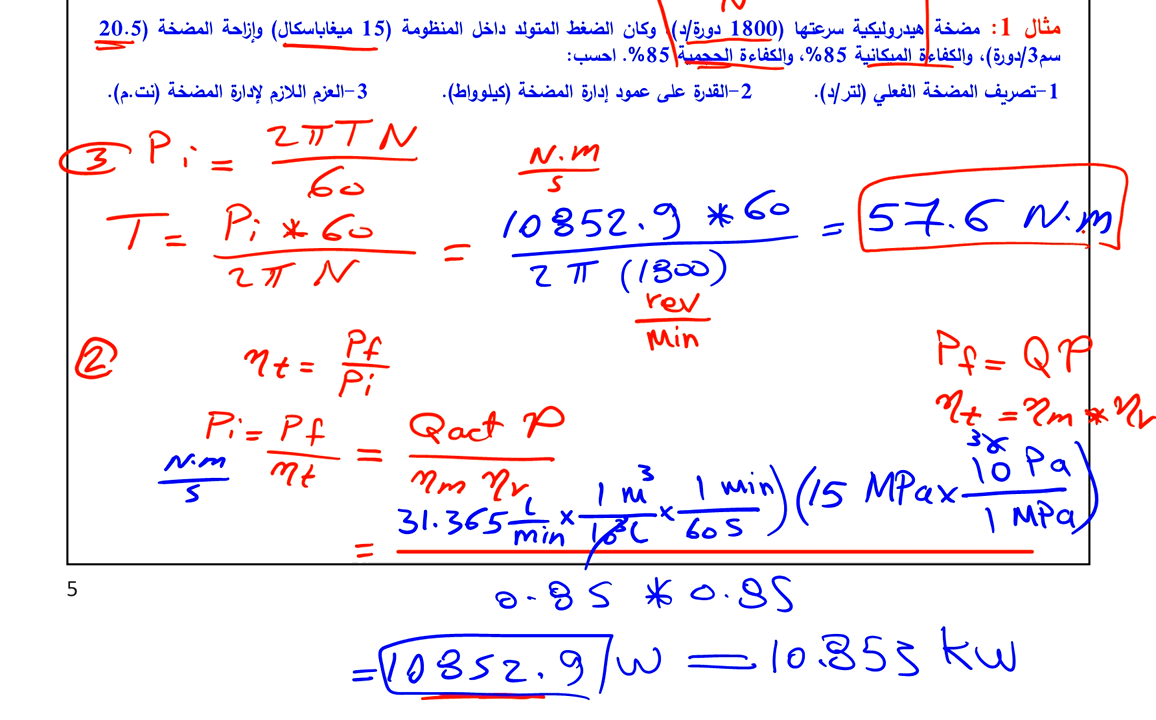 مثال 1: مضخة هيدروليكية سرعتها (1800 دورة/د)، وكان الضغط المتولد داخل المنظومة (15 ميغاباسكال) وإزاحة المضخة (20.5
سم3/دورة)، والكفاءة الميكانية 85%، والكفاءة الحجمية 85%. احسب:
1-تصريف المضخة الفعلي (لتر/د). 2-القدرة على عمود إدارة المضخة (كيلوواط). 3-العزم اللازم لإدارة المضخة (نت.م).
③ Pi = 2πTN / 60
N.m / s
T = Pi * 60 / 2πN = 10852.9 * 60 / 2π (1800) = 57.6 N.m
rev / Min
② ηt = Pf / Pi
Pf = QP
ηt = ηm * ηv
Pi = Pf / ηt = Qact P / ηm ηv
N.m / s
= 31.365 L/min x 1 m³ / 10³ L x 1 min / 60 s) (15 MPa x 10³ Pa / 1 MPa)
0.85 * 0.85
= 10852.9 W = 10.853 kW
5